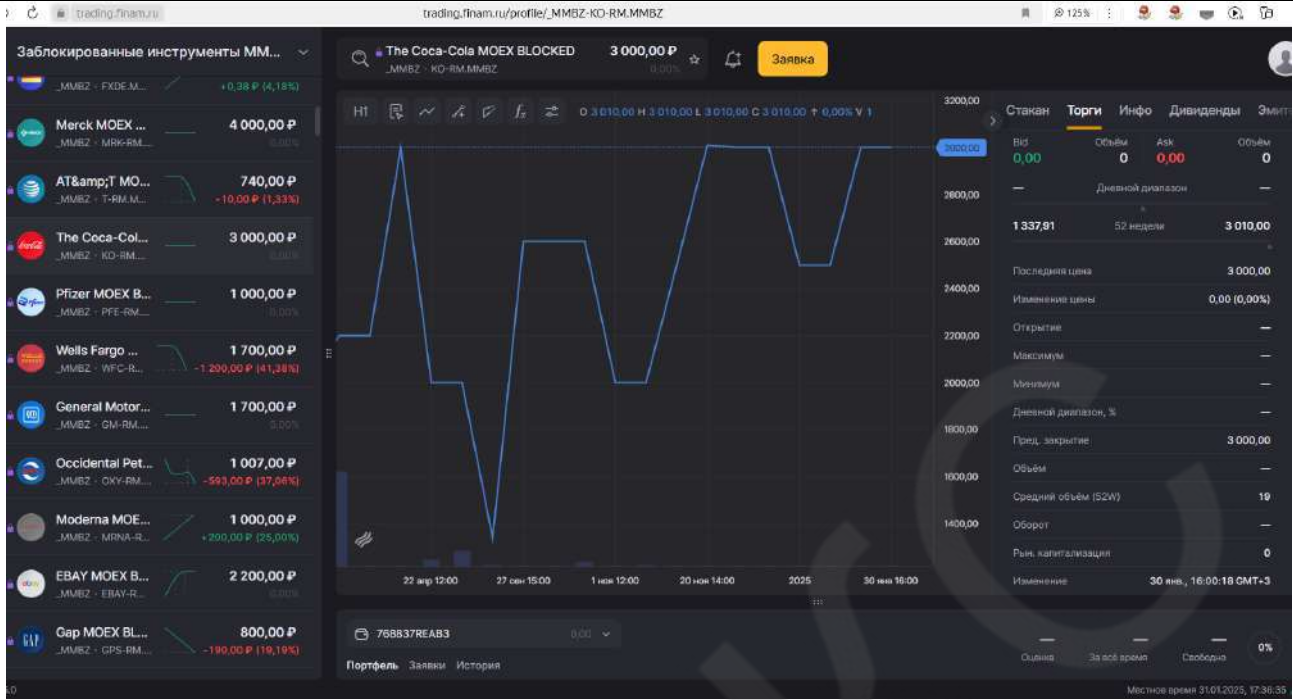 trading.finam.ru
trading.finam.ru/profile/_MMBZ-KO-RM.MMBZ
125%
Заблокированные инструменты ММ...
_MMBZ - FXDE.M...
+0,38 ₽ (4,18%)
Merck MOEX ...
4 000,00 ₽
_MMBZ - MRK-RM....
0,00%
AT&amp;T MO...
740,00 ₽
_MMBZ - T-RM.M...
-10,00 ₽ (1,33%)
The Coca-Col...
3 000,00 ₽
_MMBZ - KO-RM....
0,00%
Pfizer MOEX B...
1 000,00 ₽
_MMBZ - PFE-RM....
0,00%
Wells Fargo ...
1 700,00 ₽
_MMBZ - WFC-R...
-1 200,00 ₽ (41,38%)
General Motor...
1 700,00 ₽
_MMBZ - GM-RM....
0,00%
Occidental Pet...
1 007,00 ₽
_MMBZ - OXY-RM....
-593,00 ₽ (37,06%)
Moderna MOE...
1 000,00 ₽
_MMBZ - MRNA-R...
+200,00 ₽ (25,00%)
EBAY MOEX B...
2 200,00 ₽
_MMBZ - EBAY-R...
0,00%
Gap MOEX BL...
800,00 ₽
_MMBZ - GPS-RM....
-190,00 ₽ (19,19%)
The Coca-Cola MOEX BLOCKED
3 000,00 ₽
_MMBZ - KO-RM.MMBZ
0,00%
Заявка
H1
O 3 010,00 H 3 010,00 L 3 010,00 C 3 010,00 ↑ 0,00% V 1
3200,00
3000,00
2800,00
2600,00
2400,00
2200,00
2000,00
1800,00
1600,00
1400,00
22 апр 12:00
27 сен 15:00
1 ноя 12:00
20 ноя 14:00
2025
30 янв 16:00
768837REAB3
0,00
Портфель Заявки История
Стакан Торги Инфо Дивиденды Эмит
Bid Объём Ask Объём
0,00 0 0,00 0
— Дневной диапазон —
1 337,91 52 недели 3 010,00
Последняя цена 3 000,00
Изменение цены 0,00 (0,00%)
Открытие —
Максимум —
Минимум —
Дневной диапазон, % —
Пред. закрытие 3 000,00
Объём —
Средний объём (52W) 19
Оборот —
Рын. капитализация 0
Изменение 30 янв., 16:00:18 GMT+3
— — —
Оценка За всё время Свободно
0%
Местное время 31.01.2025, 17:36:35